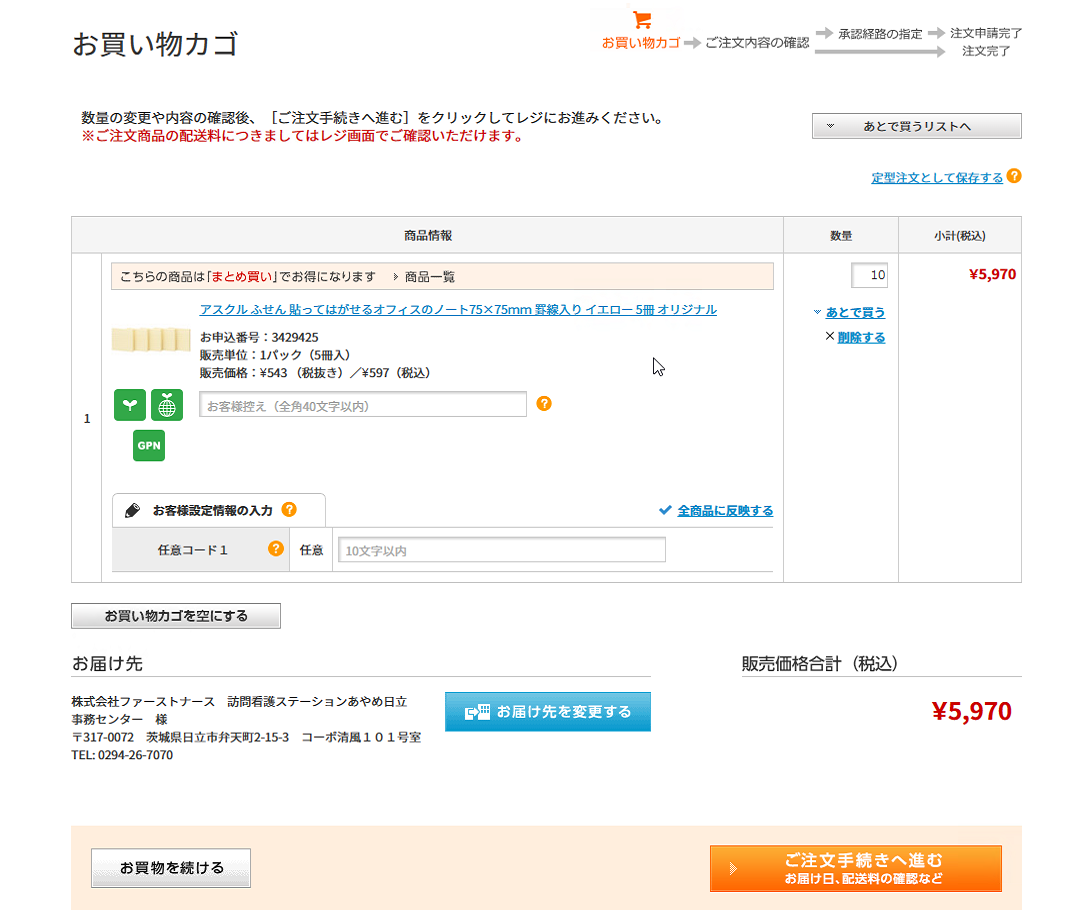 お買い物カゴ
お買い物カゴ
ご注文内容の確認
承認経路の指定
注文申請完了
注文完了
数量の変更や内容の確認後、［ご注文手続きへ進む］をクリックしてレジにお進みください。
※ご注文商品の配送料につきましてはレジ画面でご確認いただけます。
あとで買うリストへ
定型注文として保存する ?
商品情報 数量 小計(税込)
こちらの商品は「まとめ買い」でお得になります 商品一覧
10
¥5,970
アスクル ふせん 貼ってはがせるオフィスのノート75×75mm 罫線入り イエロー 5冊 オリジナル
あとで買う
お申込番号：3429425
× 削除する
販売単位：1パック（5冊入）
販売価格：¥543 （税抜き）／¥597（税込）
お客様控え（全角40文字以内） ?
1
GPN
お客様設定情報の入力 ?
全商品に反映する
任意コード１ ? 任意 10文字以内
お買い物カゴを空にする
お届け先
株式会社ファーストナース　訪問看護ステーションあやめ日立
事務センター　様
〒317-0072　茨城県日立市弁天町2-15-3　コーポ清風１０１号室
TEL: 0294-26-7070
お届け先を変更する
販売価格合計（税込）
¥5,970
お買物を続ける
ご注文手続きへ進む
お届け日、配送料の確認など